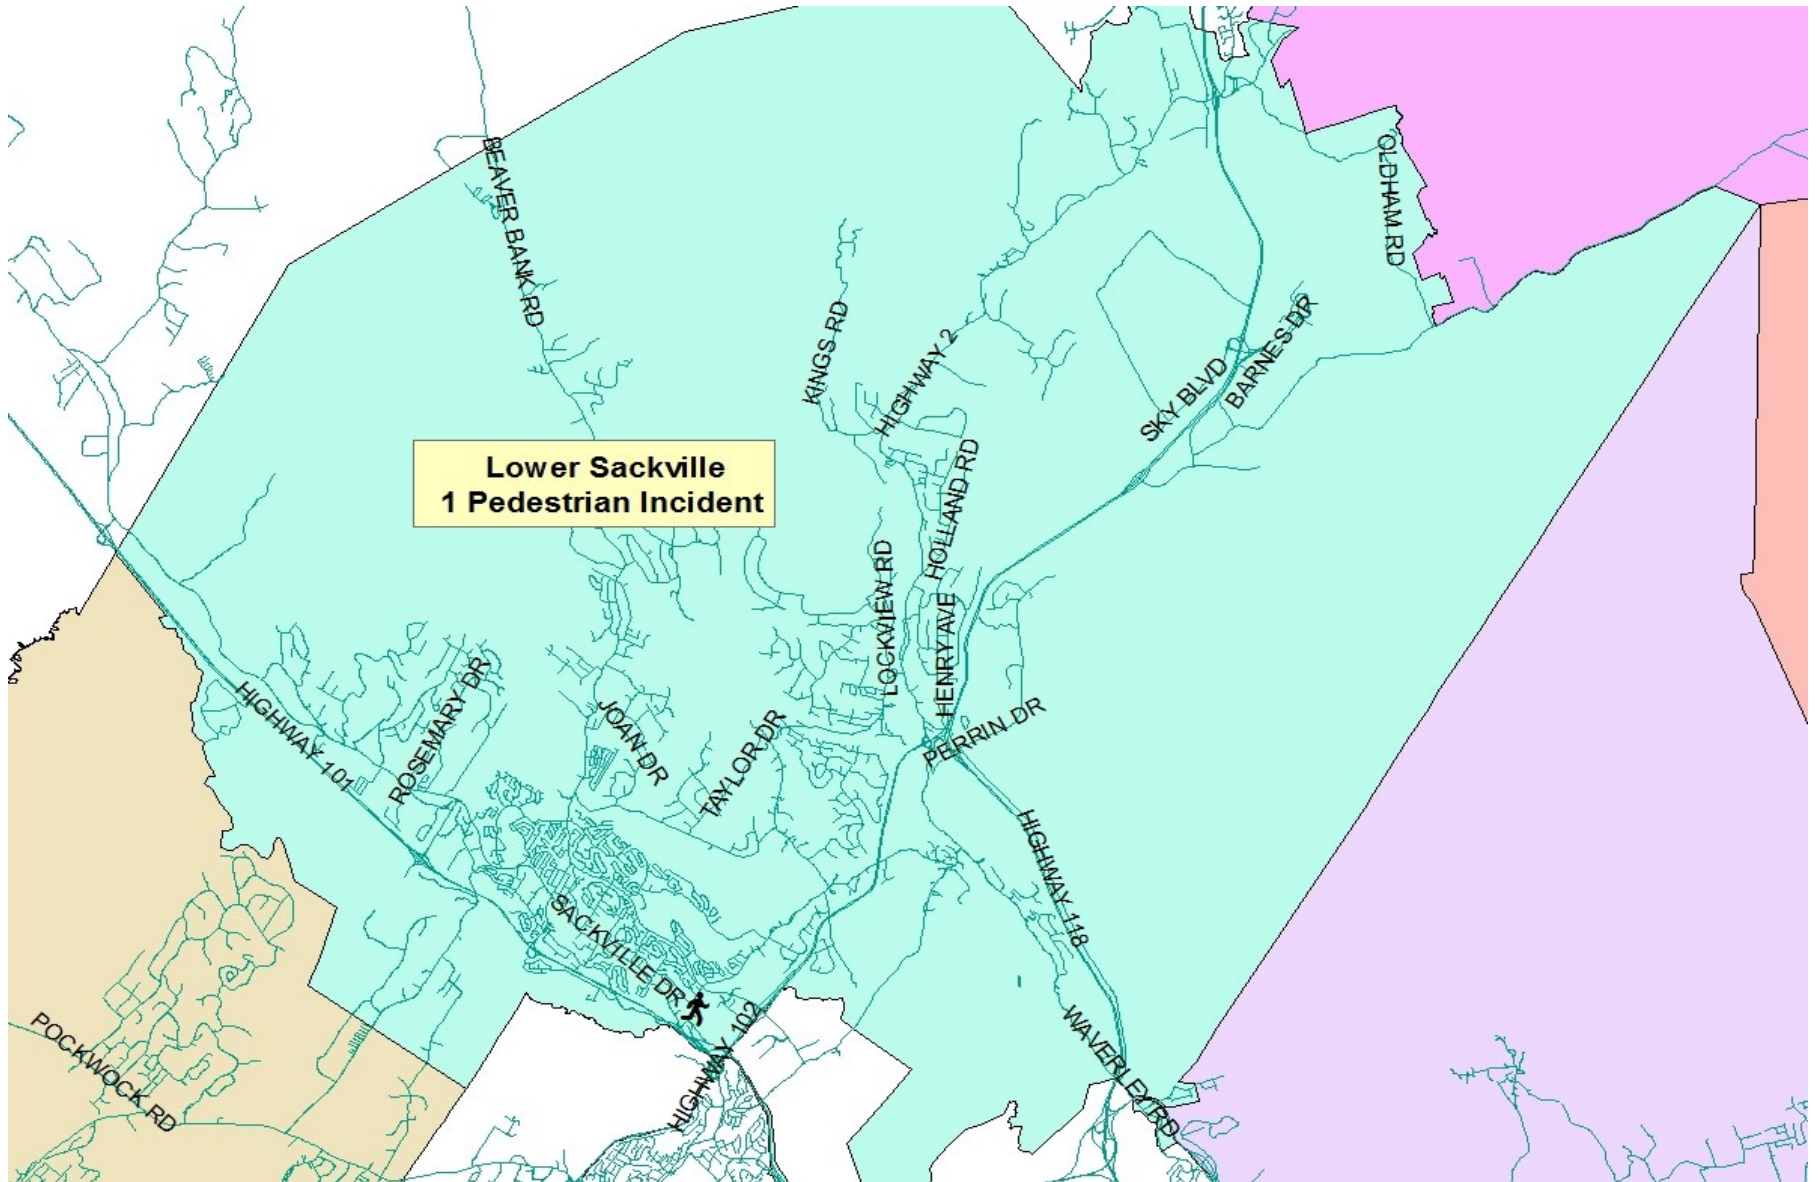 BEAVER BANK RD
OLDHAM RD
KINGS RD
HIGHWAY 2
SKY BLVD
BARNES DR
Lower Sackville
1 Pedestrian Incident
HOLLAND RD
LOCKVIEW RD
HENRY AVE
HIGHWAY 101
ROSEMARY DR
JOAN DR
TAYLOR DR
PERRIN DR
HIGHWAY 118
SACKVILLE DR
HIGHWAY 102
POCKWOCK RD
WAVERLEY RD